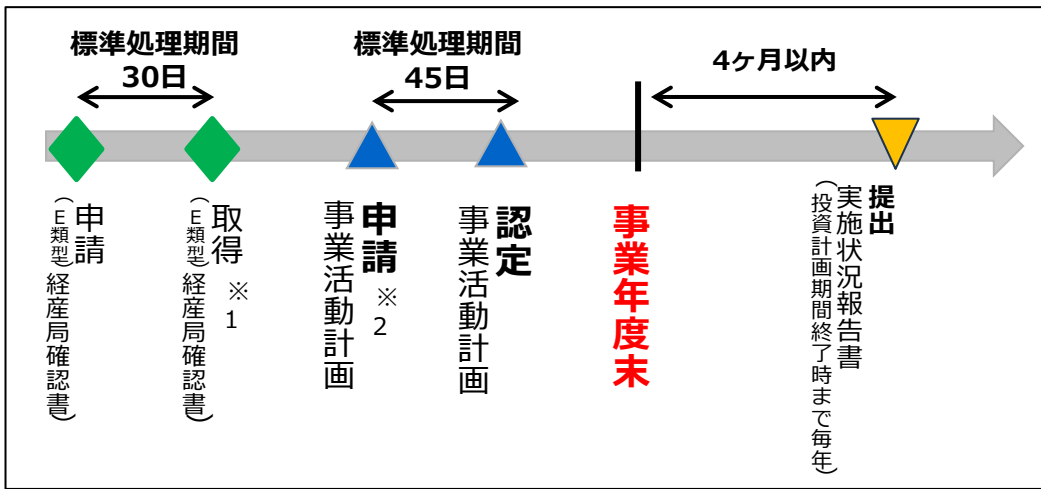 標準処理期間
30日
標準処理期間
45日
4ヶ月以内
申請
(E類型)経産局確認書)
取得 ※1
(E類型)経産局確認書)
申請 ※2
事業活動計画
認定
事業活動計画
事業年度末
提出
実施状況報告書
(投資計画期間終了時まで毎年)